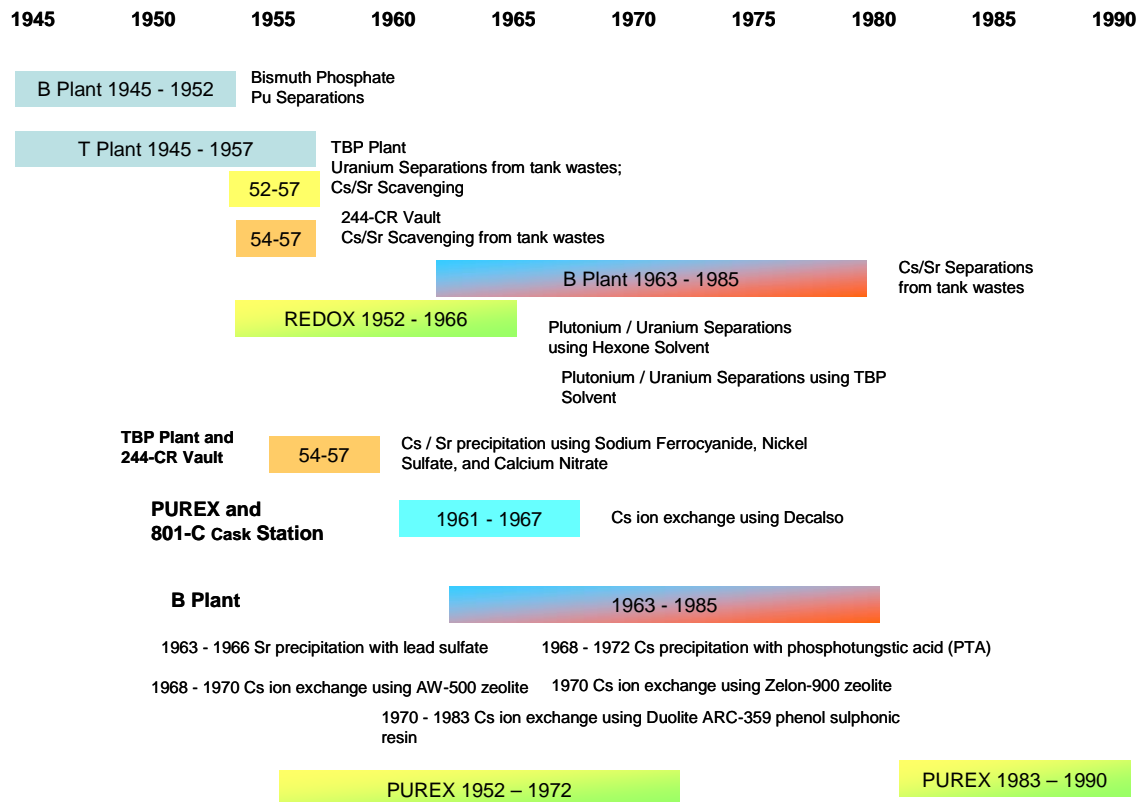 1945 1950 1955 1960 1965 1970 1975 1980 1985 1990
B Plant 1945 - 1952
Bismuth Phosphate
Pu Separations
T Plant 1945 - 1957
TBP Plant
Uranium Separations from tank wastes;
Cs/Sr Scavenging
52-57
244-CR Vault
Cs/Sr Scavenging from tank wastes
54-57
B Plant 1963 - 1985
Cs/Sr Separations
from tank wastes
REDOX 1952 - 1966
Plutonium / Uranium Separations
using Hexone Solvent
Plutonium / Uranium Separations using TBP
Solvent
TBP Plant and
244-CR Vault
54-57
Cs / Sr precipitation using Sodium Ferrocyanide, Nickel
Sulfate, and Calcium Nitrate
PUREX and
801-C Cask Station
1961 - 1967
Cs ion exchange using Decalso
B Plant
1963 - 1985
1963 - 1966 Sr precipitation with lead sulfate
1968 - 1972 Cs precipitation with phosphotungstic acid (PTA)
1968 - 1970 Cs ion exchange using AW-500 zeolite
1970 Cs ion exchange using Zelon-900 zeolite
1970 - 1983 Cs ion exchange using Duolite ARC-359 phenol sulphonic
resin
PUREX 1952 – 1972
PUREX 1983 – 1990